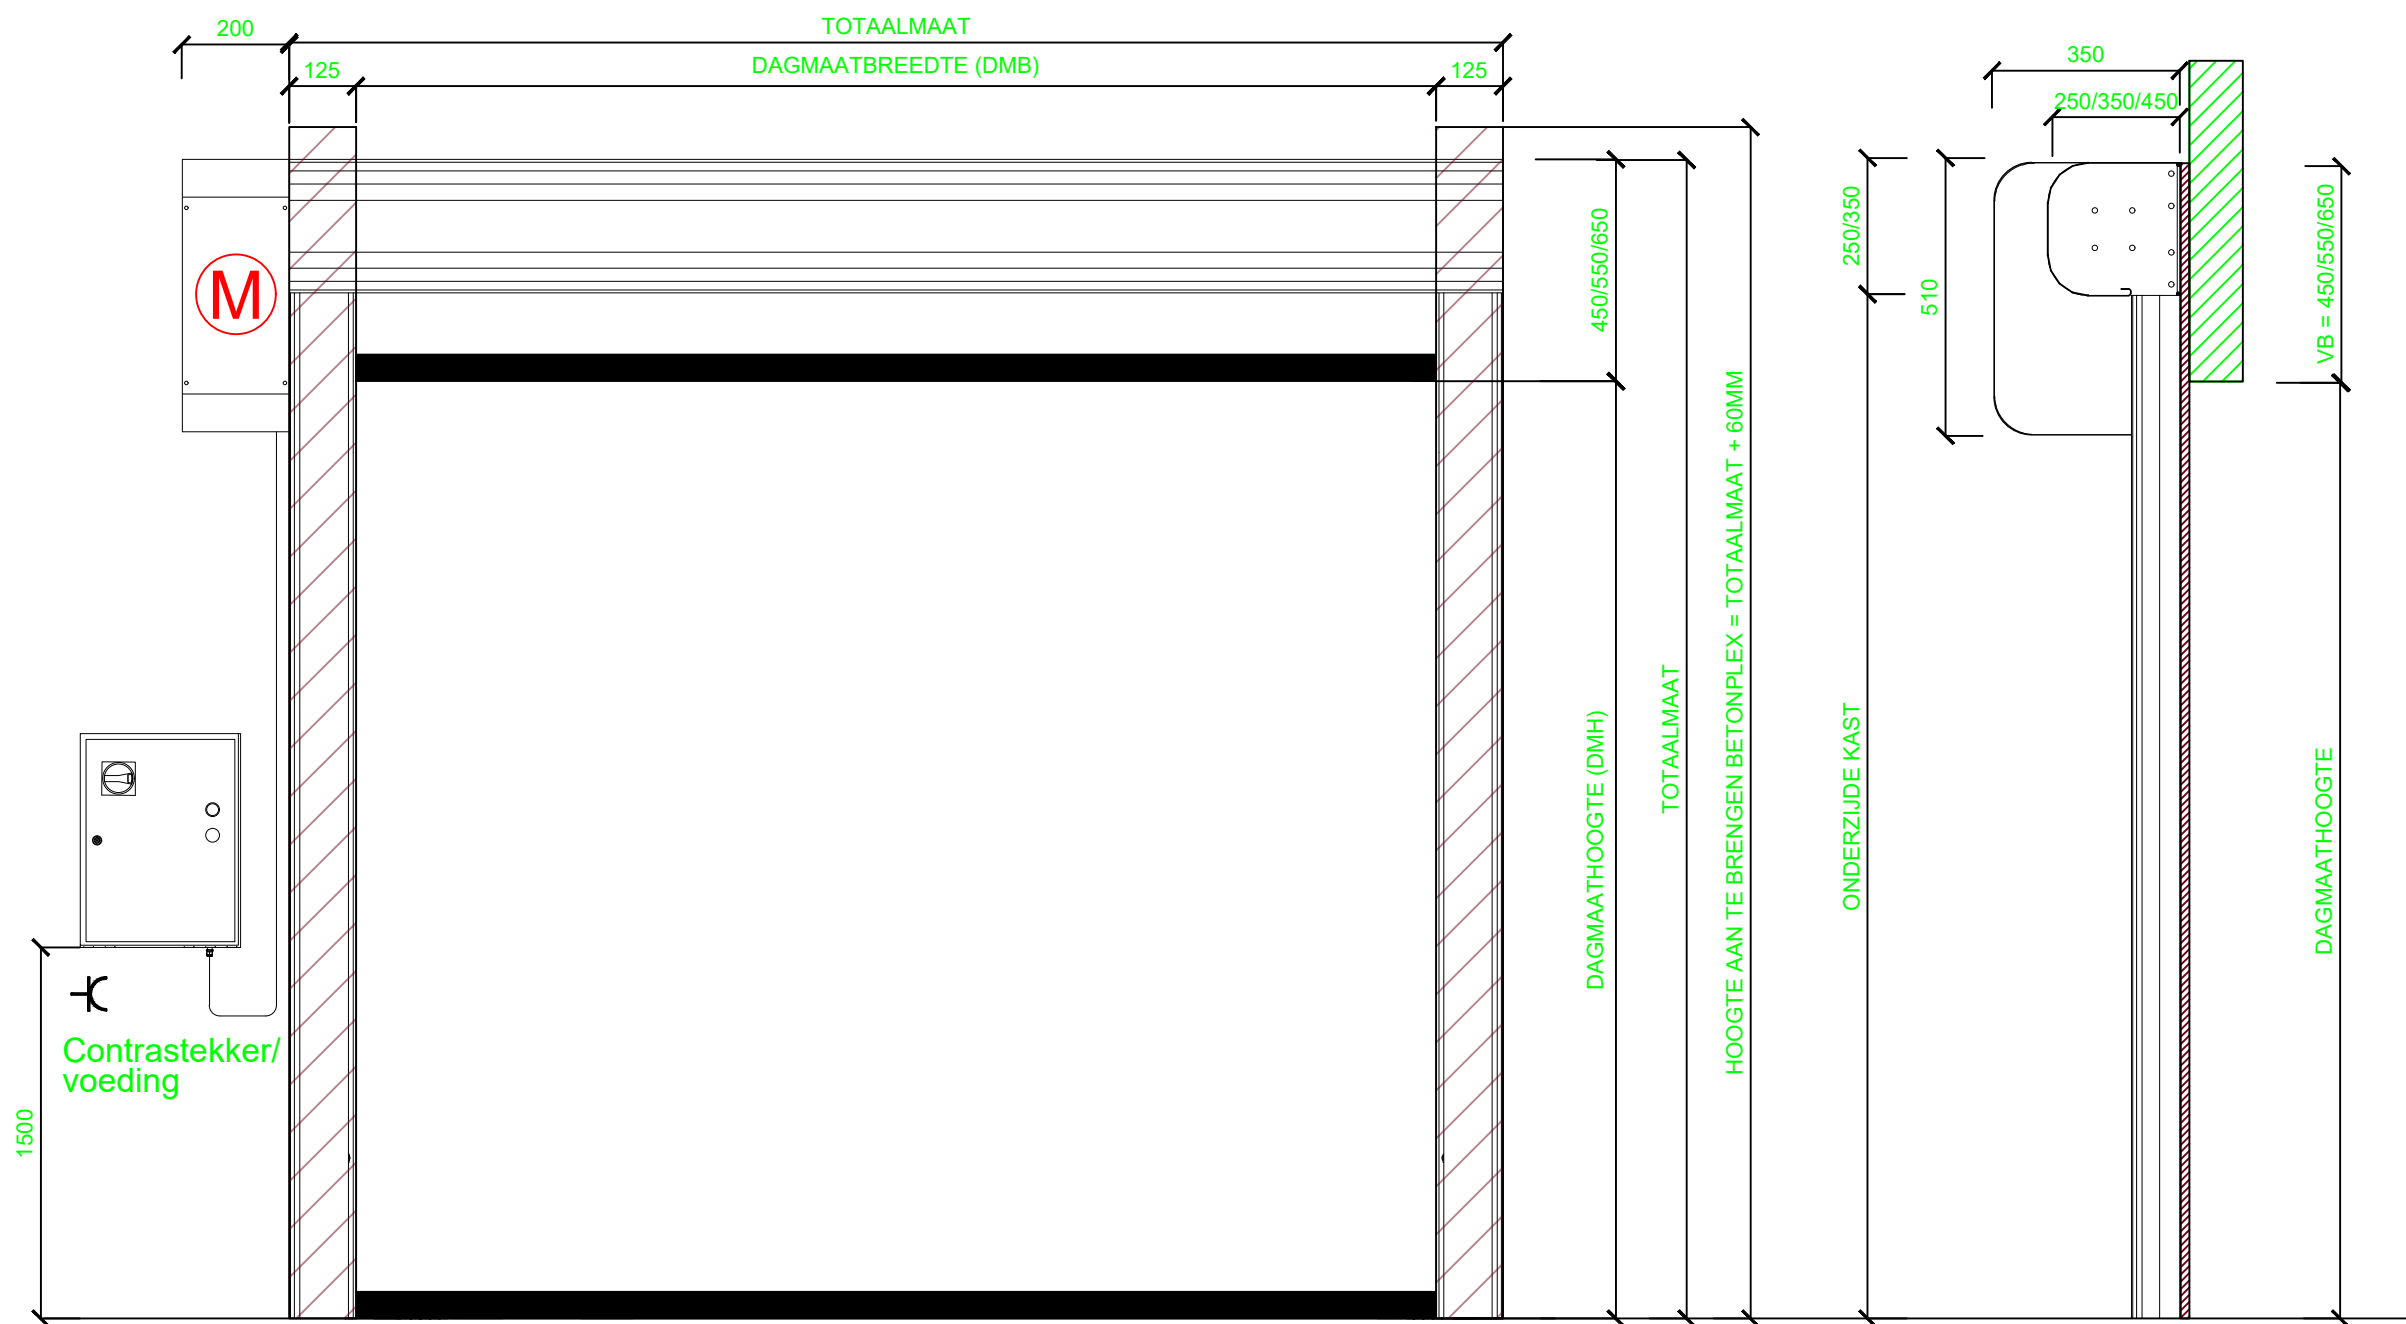 200
TOTAALMAAT
125
DAGMAATBREEDTE (DMB)
125
350
250/350/450
M
450/550/650
250/350
510
VB = 450/550/650
DAGMAATHOOGTE (DMH)
TOTAALMAAT
HOOGTE AAN TE BRENGEN BETONPLEX = TOTAALMAAT + 60MM
ONDERZIJDE KAST
DAGMAATHOOGTE
Contrastekker/
voeding
1500